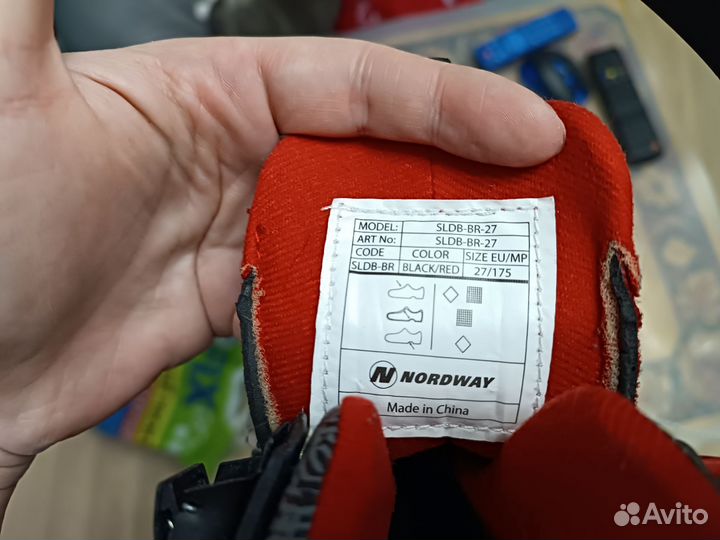 MODEL: SLDB-BR-27
ART No: SLDB-BR-27
CODE COLOR SIZE EU/MP
SLDB-BR BLACK/RED 27/175
NORDWAY
Made in China
Avito